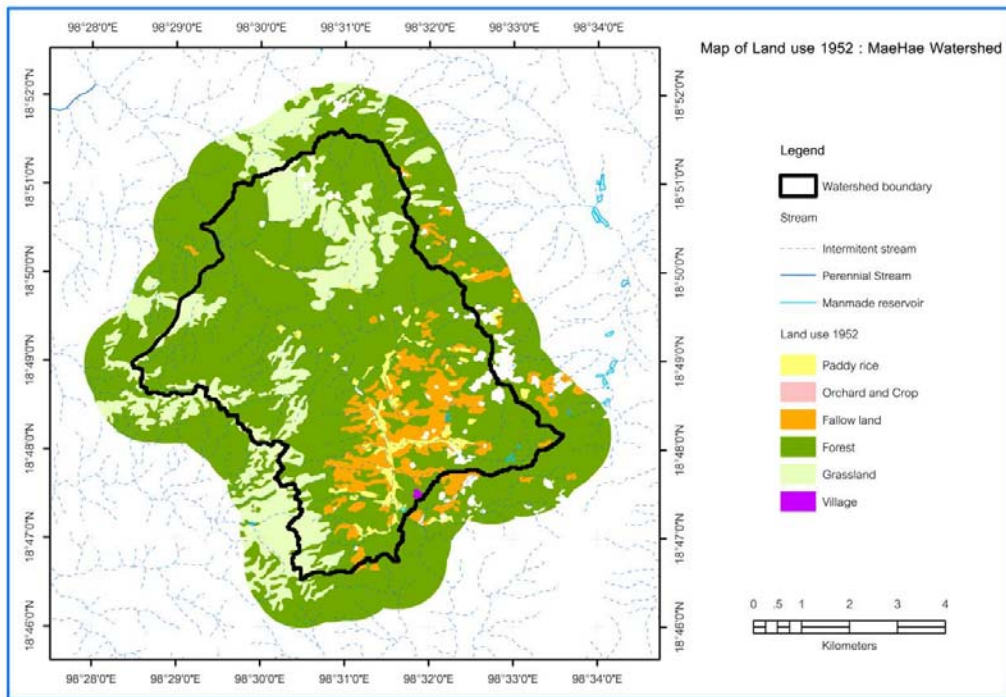 98°28'0"E 98°29'0"E 98°30'0"E 98°31'0"E 98°32'0"E 98°33'0"E 98°34'0"E
Map of Land use 1952 : MaeHae Watershed
18°52'0"N 18°52'0"N
18°51'0"N 18°51'0"N
18°50'0"N 18°50'0"N
18°49'0"N 18°49'0"N
18°48'0"N 18°48'0"N
18°47'0"N 18°47'0"N
18°46'0"N 18°46'0"N
98°28'0"E 98°29'0"E 98°30'0"E 98°31'0"E 98°32'0"E 98°33'0"E 98°34'0"E
Legend
Watershed boundary
Stream
Intermitent stream
Perennial Stream
Manmade reservoir
Land use 1952
Paddy rice
Orchard and Crop
Fallow land
Forest
Grassland
Village
0 .5 1 2 3 4
Kilometers